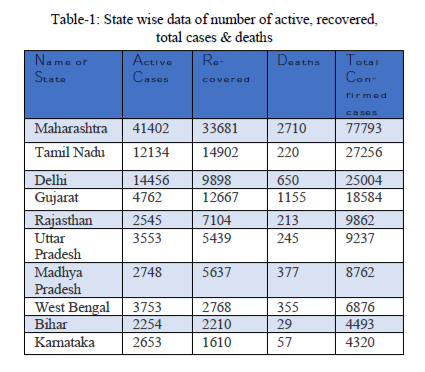 Table-1: State wise data of number of active, recovered,
total cases & deaths
Name of State | Active Cases | Re-covered | Deaths | Total Con-firmed cases
Maharashtra 41402 33681 2710 77793
Tamil Nadu 12134 14902 220 27256
Delhi 14456 9898 650 25004
Gujarat 4762 12667 1155 18584
Rajasthan 2545 7104 213 9862
Uttar Pradesh 3553 5439 245 9237
Madhya Pradesh 2748 5637 377 8762
West Bengal 3753 2768 355 6876
Bihar 2254 2210 29 4493
Karnataka 2653 1610 57 4320